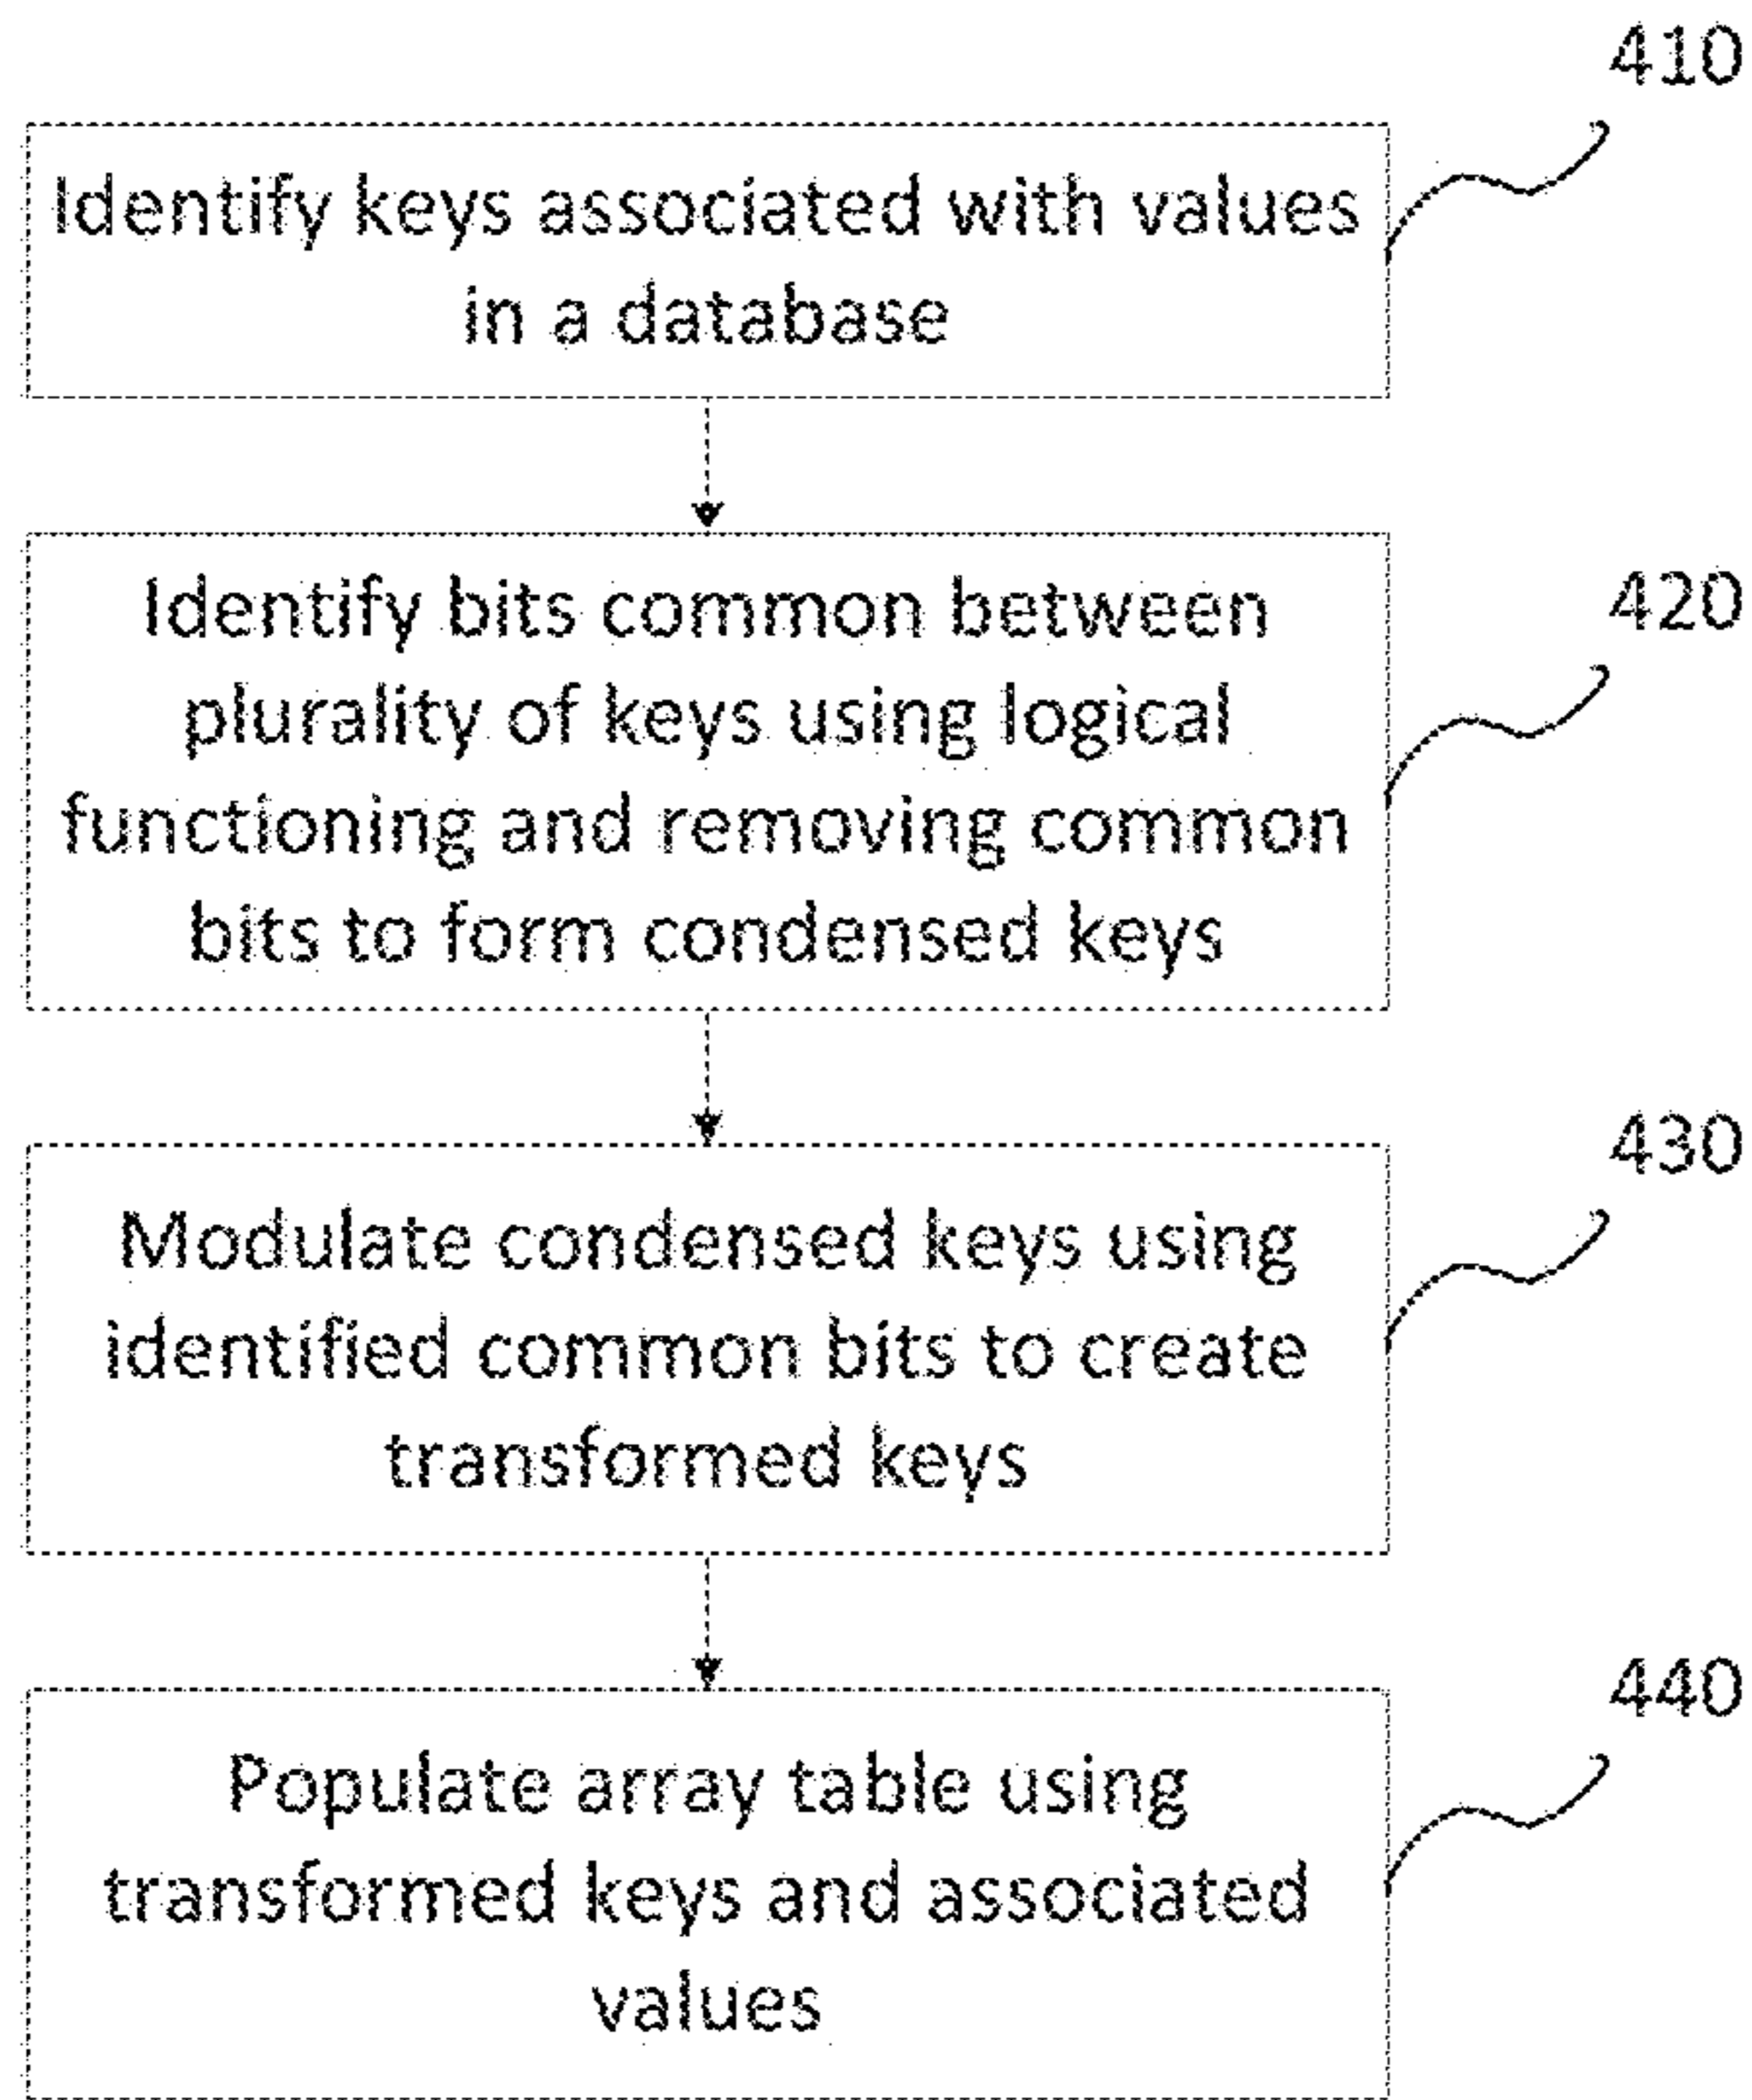 410
Identify keys associated with values
in a database
420
Identify bits common between
plurality of keys using logical
functioning and removing common
bits to form condensed keys
430
Modulate condensed keys using
identified common bits to create
transformed keys
440
Populate array table using
transformed keys and associated
values